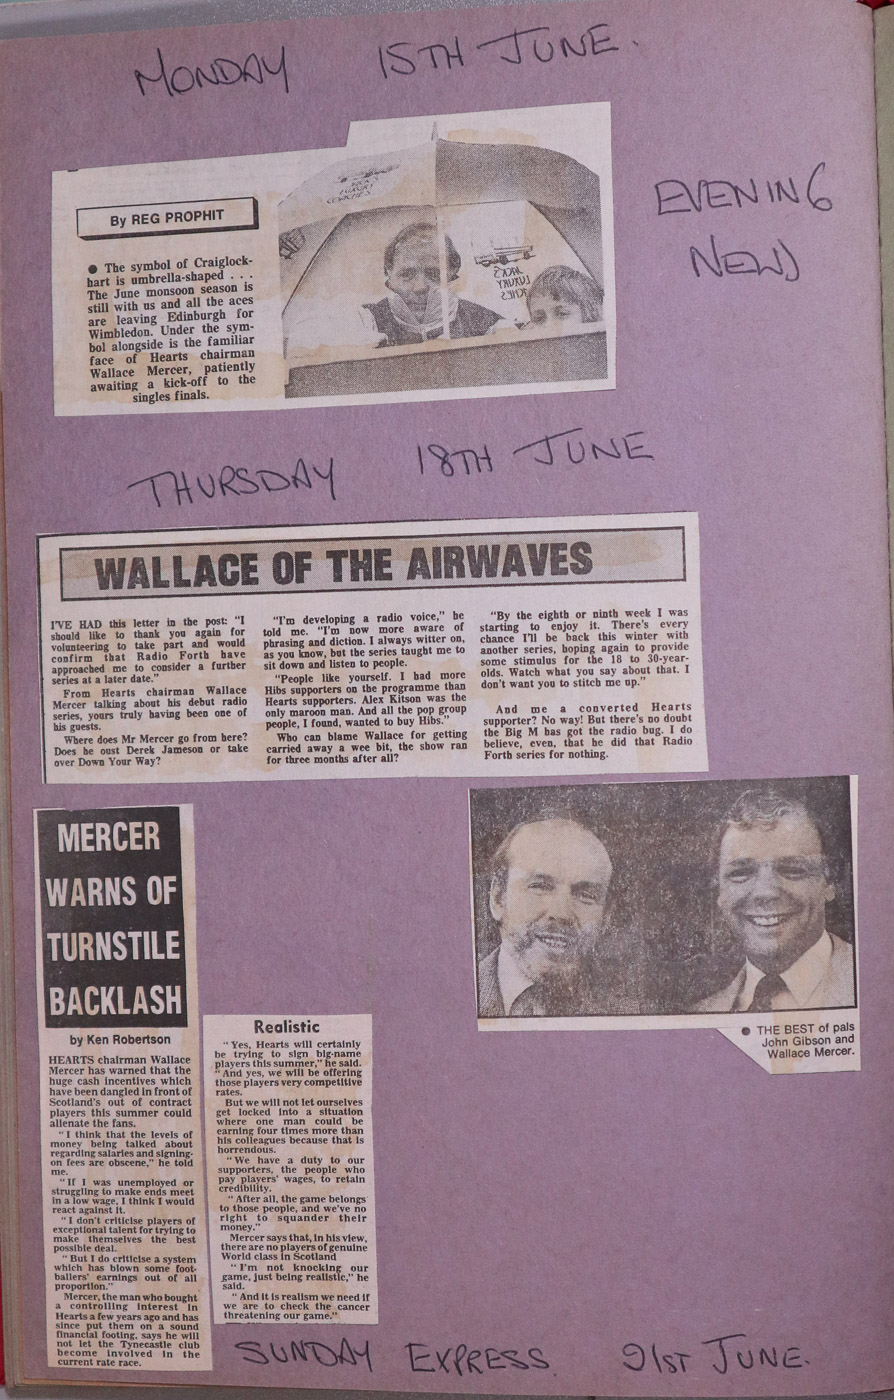 MONDAY 15TH JUNE.
EVENING
NEWS
By REG PROPHIT
● The symbol of Craiglock-
hart is umbrella-shaped . . .
The June monsoon season is
still with us and all the aces
are leaving Edinburgh for
Wimbledon. Under the sym-
bol alongside is the familiar
face of Hearts chairman
Wallace Mercer, patiently
awaiting a kick-off to the
singles finals.
JACK'S
LUXURY
COACHES
JACK'S
LUXURY
THURSDAY 18TH JUNE
WALLACE OF THE AIRWAVES
I'VE HAD this letter in the post: "I
should like to thank you again for
volunteering to take part and would
confirm that Radio Forth have
approached me to consider a further
series at a later date."
From Hearts chairman Wallace
Mercer talking about his debut radio
series, yours truly having been one of
his guests.
Where does Mr Mercer go from here?
Does he oust Derek Jameson or take
over Down Your Way?
"I'm developing a radio voice," he
told me. "I'm now more aware of
phrasing and diction. I always witter on,
as you know, but the series taught me to
sit down and listen to people.
"People like yourself. I had more
Hibs supporters on the programme than
Hearts supporters. Alex Kitson was the
only maroon man. And all the pop group
people, I found, wanted to buy Hibs."
Who can blame Wallace for getting
carried away a wee bit, the show ran
for three months after all?
"By the eighth or ninth week I was
starting to enjoy it. There's every
chance I'll be back this winter with
another series, hoping again to provide
some stimulus for the 18 to 30-year-
olds. Watch what you say about that. I
don't want you to stitch me up."
And me a converted Hearts
supporter? No way! But there's no doubt
the Big M has got the radio bug. I do
believe, even, that he did that Radio
Forth series for nothing.
● THE BEST of pals
John Gibson and
Wallace Mercer.
MERCER
WARNS OF
TURNSTILE
BACKLASH
by Ken Robertson
HEARTS chairman Wallace
Mercer has warned that the
huge cash incentives which
have been dangled in front of
Scotland's out of contract
players this summer could
alienate the fans.
"I think that the levels of
money being talked about
regarding salaries and signing-
on fees are obscene," he told
me.
"If I was unemployed or
struggling to make ends meet
in a low wage, I think I would
react against it.
"I don't criticise players of
exceptional talent for trying to
make themselves the best
possible deal.
"But I do criticise a system
which has blown some foot-
ballers' earnings out of all
proportion."
Mercer, the man who bought
a controlling interest in
Hearts a few years ago and has
since put them on a sound
financial footing, says he will
not let the Tynecastle club
become involved in the
current rate race.
Realistic
"Yes, Hearts will certainly
be trying to sign big-name
players this summer," he said.
"And yes, we will be offering
those players very competitive
rates.
But we will not let ourselves
get locked into a situation
where one man could be
earning four times more than
his colleagues because that is
horrendous.
"We have a duty to our
supporters, the people who
pay players' wages, to retain
credibility.
"After all, the game belongs
to those people, and we've no
right to squander their
money."
Mercer says that, in his view,
there are no players of genuine
World class in Scotland
"I'm not knocking our
game, just being realistic," he
said.
"And it is realism we need if
we are to check the cancer
threatening our game."
SUNDAY EXPRESS 21ST JUNE.